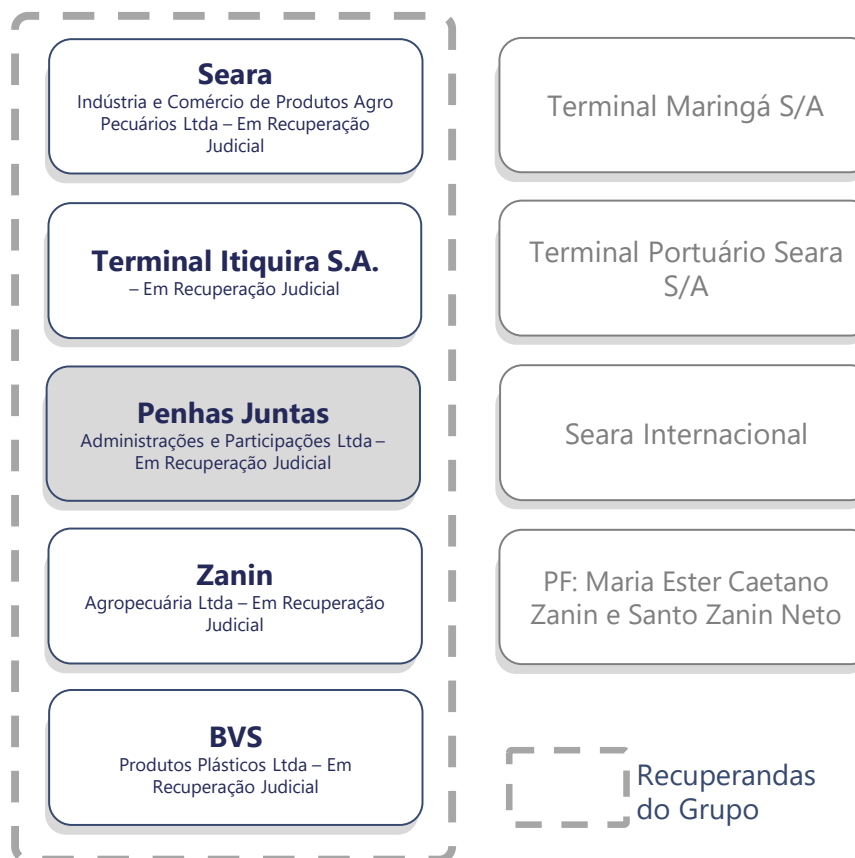 Seara
Indústria e Comércio de Produtos Agro
Pecuários Ltda – Em Recuperação
Judicial
Terminal Itiquira S.A.
– Em Recuperação Judicial
Penhas Juntas
Administrações e Participações Ltda –
Em Recuperação Judicial
Zanin
Agropecuária Ltda – Em Recuperação
Judicial
BVS
Produtos Plásticos Ltda – Em
Recuperação Judicial
Terminal Maringá S/A
Terminal Portuário Seara
S/A
Seara Internacional
PF: Maria Ester Caetano
Zanin e Santo Zanin Neto
Recuperandas
do Grupo